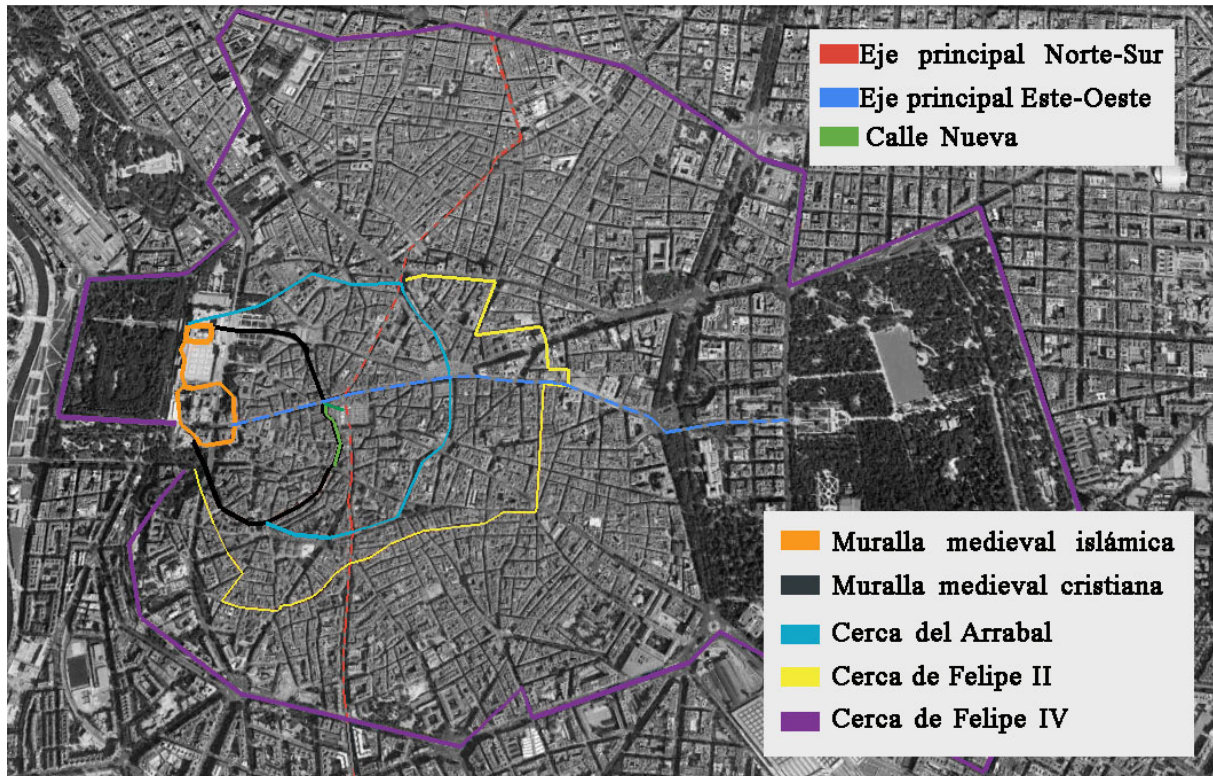 Eje principal Norte-Sur
Eje principal Este-Oeste
Calle Nueva
Muralla medieval islámica
Muralla medieval cristiana
Cerca del Arrabal
Cerca de Felipe II
Cerca de Felipe IV